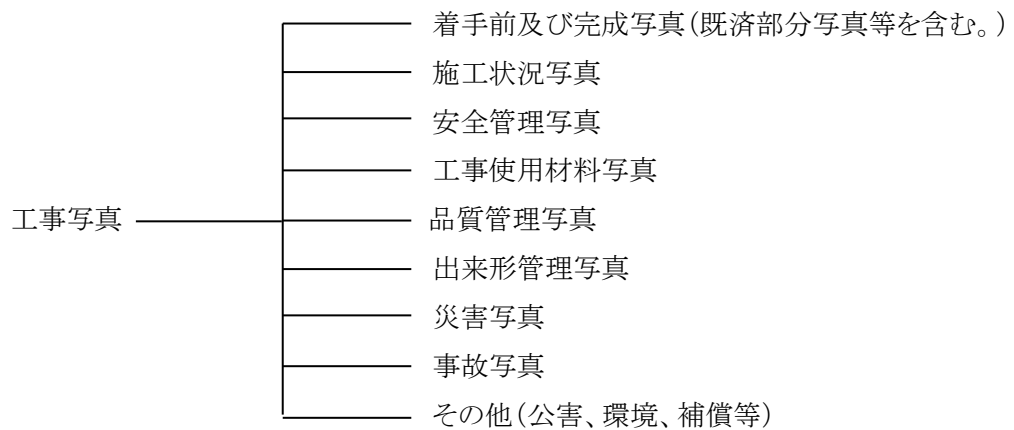 着手前及び完成写真(既済部分写真等を含む。)
施工状況写真
安全管理写真
工事使用材料写真
工事写真
品質管理写真
出来形管理写真
災害写真
事故写真
その他(公害、環境、補償等)